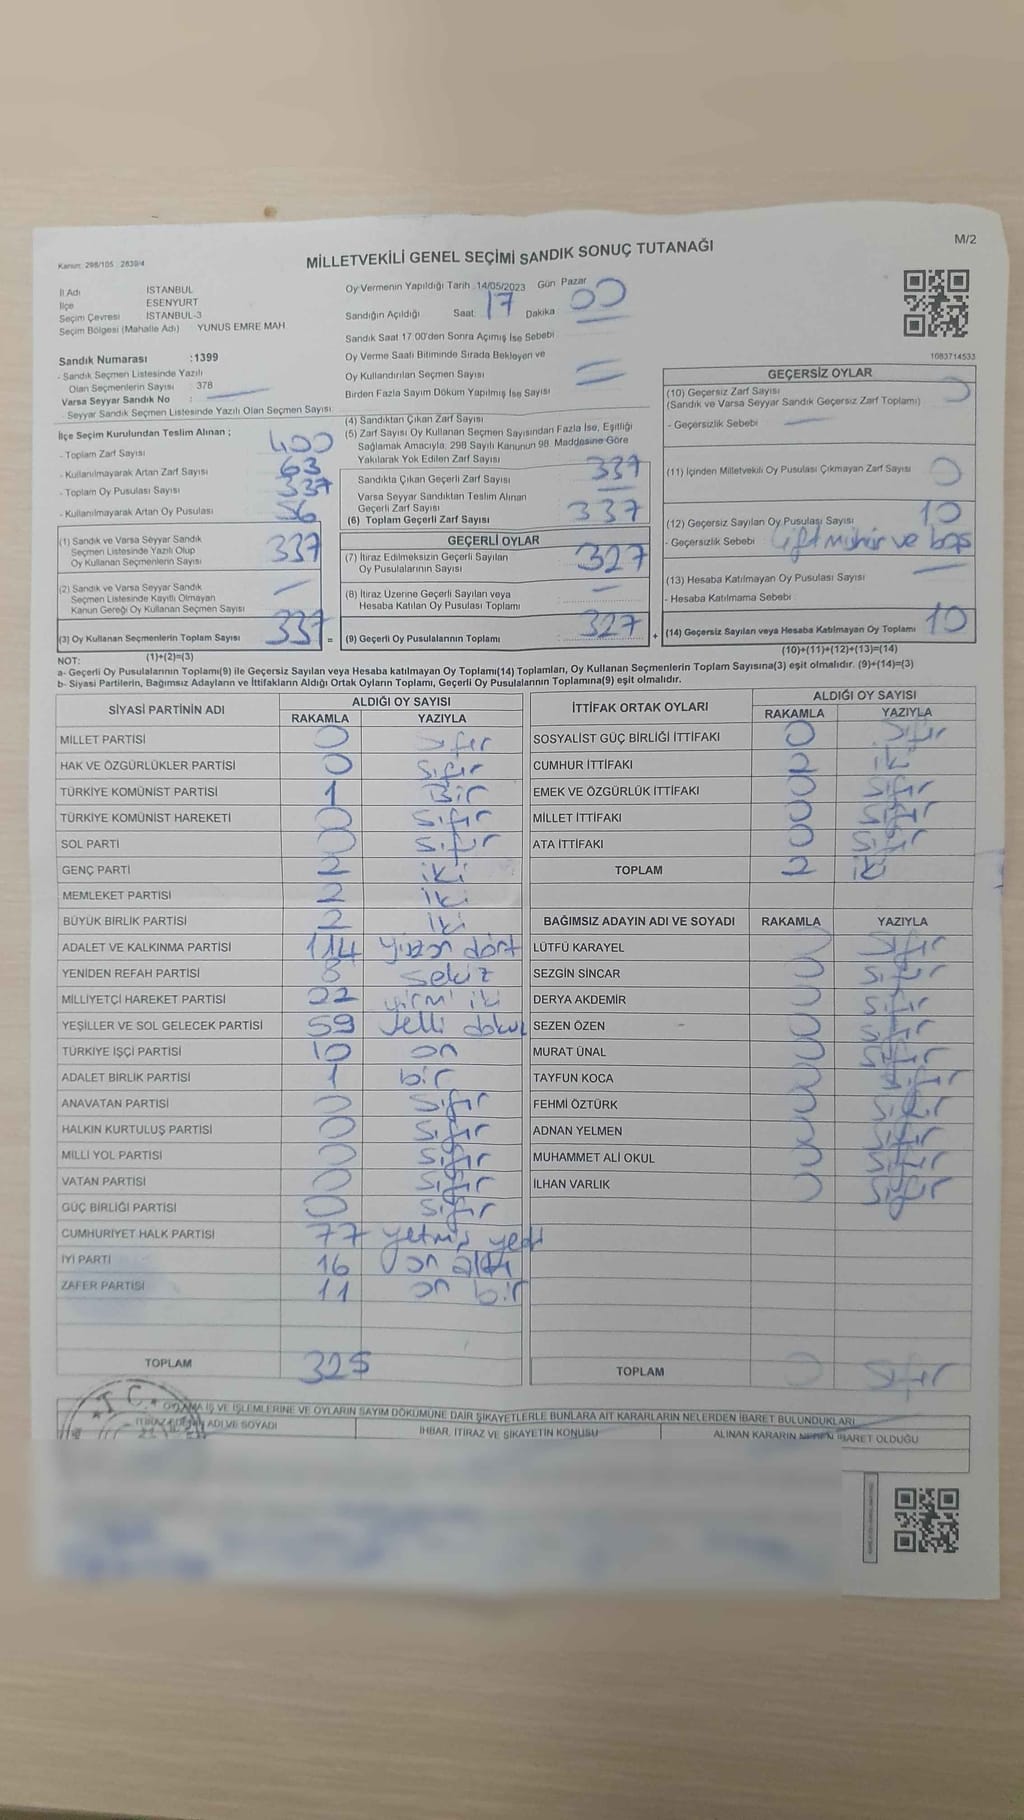 M/2
Kanun: 298/105 2839/4
MİLLETVEKİLİ GENEL SEÇİMİ SANDIK SONUÇ TUTANAĞI
İl Adı İSTANBUL
İlçe ESENYURT
Seçim Çevresi İSTANBUL-3
Seçim Bölgesi (Mahalle Adı) YUNUS EMRE MAH.
Sandık Numarası :1399
- Sandık Seçmen Listesinde Yazılı
Olan Seçmenlerin Sayısı : 378
Varsa Seyyar Sandık No :
- Seyyar Sandık Seçmen Listesinde Yazılı Olan Seçmen Sayısı:
Oy Vermenin Yapıldığı Tarih 14/05/2023 Gün Pazar
Sandığın Açıldığı Saat 17 Dakika 00
Sandık Saat 17:00'den Sonra Açımış İse Sebebi
Oy Verme Saati Bitiminde Sırada Bekleyen ve
Oy Kullandırılan Seçmen Sayısı
Birden Fazla Sayım Döküm Yapılmış İse Sayısı
1083714533
İlçe Seçim Kurulundan Teslim Alınan ;
- Toplam Zarf Sayısı 400
- Kullanılmayarak Artan Zarf Sayısı 63
- Toplam Oy Pusulası Sayısı 337
- Kullanılmayarak Artan Oy Pusulası 56
(1) Sandık ve Varsa Seyyar Sandık
Seçmen Listesinde Yazılı Olup
Oy Kullanan Seçmenlerin Sayısı 337
(2) Sandık ve Varsa Seyyar Sandık
Seçmen Listesinde Kayıtlı Olmayan
Kanun Gereği Oy Kullanan Seçmen Sayısı
(3) Oy Kullanan Seçmenlerin Toplam Sayısı 337 =
(1)+(2)=(3)
(4) Sandıktan Çıkan Zarf Sayısı
(5) Zarf Sayısı Oy Kullanan Seçmen Sayısından Fazla İse, Eşitliği
Sağlamak Amacıyla; 298 Sayılı Kanunun 98. Maddesine Göre
Yakılarak Yok Edilen Zarf Sayısı
Sandıkta Çıkan Geçerli Zarf Sayısı 337
Varsa Seyyar Sandıktan Teslim Alınan
Geçerli Zarf Sayısı
(6) Toplam Geçerli Zarf Sayısı 337
GEÇERLİ OYLAR
(7) İtiraz Edilmeksizin Geçerli Sayılan
Oy Pusulalarının Sayısı 327
(8) İtiraz Üzerine Geçerli Sayılan veya
Hesaba Katılan Oy Pusulası Toplamı
(9) Geçerli Oy Pusulalarının Toplamı 327 +
GEÇERSİZ OYLAR
(10) Geçersiz Zarf Sayısı
(Sandık ve Varsa Seyyar Sandık Geçersiz Zarf Toplamı) 0
- Geçersizlik Sebebi
(11) İçinden Milletvekili Oy Pusulası Çıkmayan Zarf Sayısı 0
(12) Geçersiz Sayılan Oy Pusulası Sayısı 10
- Geçersizlik Sebebi Çift mühür ve boş
(13) Hesaba Katılmayan Oy Pusulası Sayısı
- Hesaba Katılmama Sebebi
(14) Geçersiz Sayılan veya Hesaba Katılmayan Oy Toplamı 10
(10)+(11)+(12)+(13)=(14)
NOT:
a- Geçerli Oy Pusulalarının Toplamı(9) ile Geçersiz Sayılan veya Hesaba katılmayan Oy Toplamı(14) Toplamları, Oy Kullanan Seçmenlerin Toplam Sayısına(3) eşit olmalıdır. (9)+(14)=(3)
b- Siyasi Partilerin, Bağımsız Adayların ve İttifakların Aldığı Ortak Oyların Toplamı, Geçerli Oy Pusulalarının Toplamına(9) eşit olmalıdır.
SİYASİ PARTİNİN ADI ALDIĞI OY SAYISI
RAKAMLA YAZIYLA
MİLLET PARTİSİ 0 sıfır
HAK VE ÖZGÜRLÜKLER PARTİSİ 0 sıfır
TÜRKİYE KOMÜNİST PARTİSİ 1 Bir
TÜRKİYE KOMÜNİST HAREKETİ 0 sıfır
SOL PARTİ 0 sıfır
GENÇ PARTİ 2 iki
MEMLEKET PARTİSİ 2 iki
BÜYÜK BİRLİK PARTİSİ 2 iki
ADALET VE KALKINMA PARTİSİ 114 yüzon dört
YENİDEN REFAH PARTİSİ 8 sekiz
MİLLİYETÇİ HAREKET PARTİSİ 22 yirmi iki
YEŞİLLER VE SOL GELECEK PARTİSİ 59 elli dokuz
TÜRKİYE İŞÇİ PARTİSİ 10 on
ADALET BİRLİK PARTİSİ 1 bir
ANAVATAN PARTİSİ 0 sıfır
HALKIN KURTULUŞ PARTİSİ 0 sıfır
MİLLİ YOL PARTİSİ 0 sıfır
VATAN PARTİSİ 0 sıfır
GÜÇ BİRLİĞİ PARTİSİ 0 sıfır
CUMHURİYET HALK PARTİSİ 77 yetmiş yedi
İYİ PARTİ 16 on altı
ZAFER PARTİSİ 11 on bir
TOPLAM 325
İTTİFAK ORTAK OYLARI ALDIĞI OY SAYISI
RAKAMLA YAZIYLA
SOSYALİST GÜÇ BİRLİĞİ İTTİFAKI 0 sıfır
CUMHUR İTTİFAKI 2 iki
EMEK VE ÖZGÜRLÜK İTTİFAKI 0 sıfır
MİLLET İTTİFAKI 0 sıfır
ATA İTTİFAKI 0 sıfır
TOPLAM 2 iki
BAĞIMSIZ ADAYIN ADI VE SOYADI RAKAMLA YAZIYLA
LÜTFÜ KARAYEL 0 sıfır
SEZGİN SİNCAR 0 sıfır
DERYA AKDEMİR 0 sıfır
SEZEN ÖZEN 0 sıfır
MURAT ÜNAL 0 sıfır
TAYFUN KOCA 0 sıfır
FEHMİ ÖZTÜRK 0 sıfır
ADNAN YELMEN 0 sıfır
MUHAMMET ALİ OKUL 0 sıfır
İLHAN VARLIK 0 sıfır
TOPLAM 0 sıfır
T.C.
OYLAMA İŞ VE İŞLEMLERİNE VE OYLARIN SAYIM DÖKÜMÜNE DAİR ŞİKAYETLERLE BUNLARA AİT KARARLARIN NELERDEN İBARET BULUNDUKLARI
İTİRAZ EDENİN ADI VE SOYADI İHBAR, İTİRAZ VE ŞİKAYETİN KONUSU ALINAN KARARIN NEDEN İBARET OLDUĞU